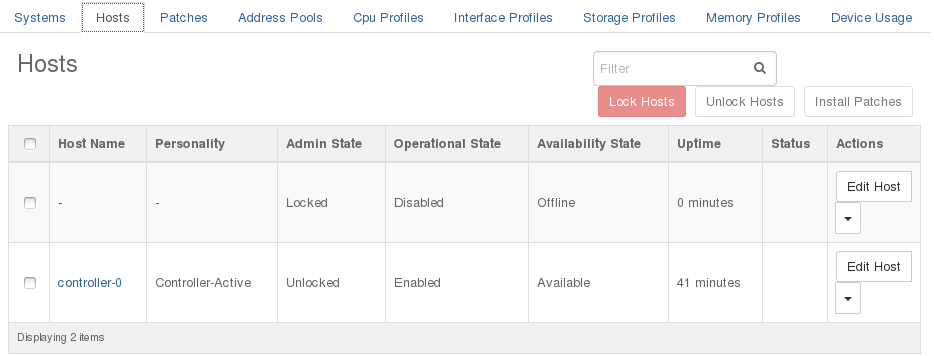 Systems Hosts Patches Address Pools Cpu Profiles Interface Profiles Storage Profiles Memory Profiles Device Usage
Hosts
Filter
Lock Hosts Unlock Hosts Install Patches
Host Name Personality Admin State Operational State Availability State Uptime Status Actions
- - Locked Disabled Offline 0 minutes Edit Host
controller-0 Controller-Active Unlocked Enabled Available 41 minutes Edit Host
Displaying 2 items